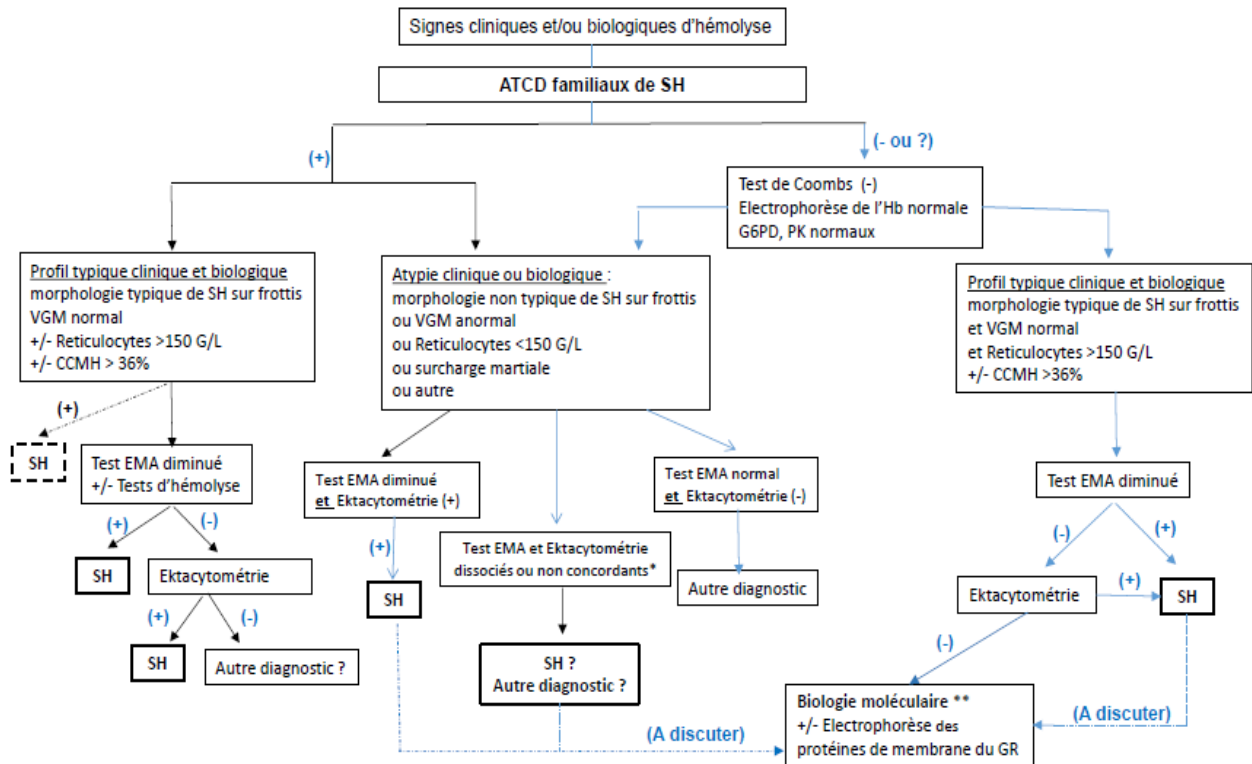 Signes cliniques et/ou biologiques d'hémolyse
ATCD familiaux de SH
(+)
(- ou ?)
Test de Coombs (-)
Electrophorèse de l'Hb normale
G6PD, PK normaux
Profil typique clinique et biologique
morphologie typique de SH sur frottis
VGM normal
+/- Reticulocytes >150 G/L
+/- CCMH > 36%
Atypie clinique ou biologique :
morphologie non typique de SH sur frottis
ou VGM anormal
ou Reticulocytes <150 G/L
ou surcharge martiale
ou autre
Profil typique clinique et biologique
morphologie typique de SH sur frottis
et VGM normal
et Reticulocytes >150 G/L
+/- CCMH >36%
(+)
SH
Test EMA diminué
+/- Tests d'hémolyse
(+)
(-)
SH
Ektacytométrie
(+)
(-)
SH
Autre diagnostic ?
Test EMA diminué
et Ektacytométrie (+)
(+)
SH
Test EMA et Ektacytométrie
dissociés ou non concordants*
SH ?
Autre diagnostic ?
Test EMA normal
et Ektacytométrie (-)
Autre diagnostic
Test EMA diminué
(-)
(+)
Ektacytométrie
(+)
SH
(-)
Biologie moléculaire **
+/- Electrophorèse des
protéines de membrane du GR
(A discuter)
(A discuter)